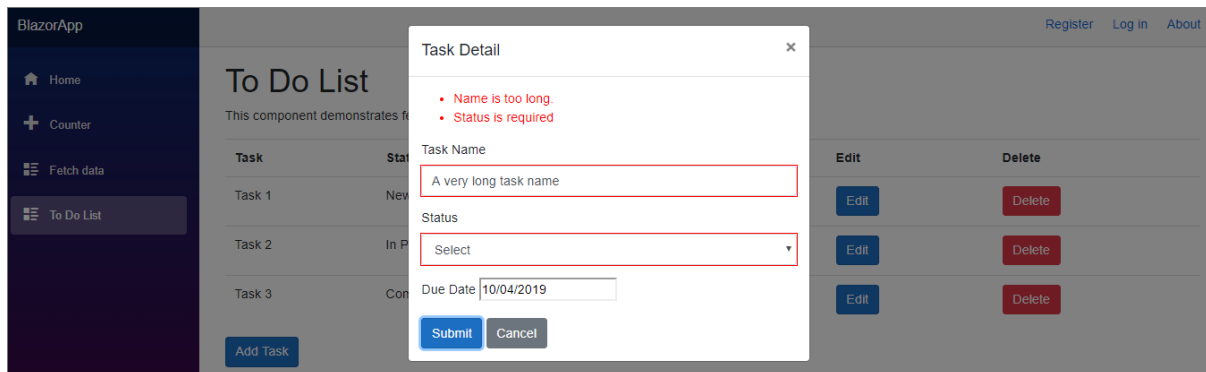 BlazorApp
Register Log in About
Task Detail ×
Home
To Do List
• Name is too long.
This component demonstrates fe
• Status is required
Counter
Task Name
Task Stat Edit Delete
Fetch data
A very long task name
Task 1 New Edit Delete
To Do List
Status
Task 2 In P Edit Delete
Select
Due Date 10/04/2019
Task 3 Con Edit Delete
Submit Cancel
Add Task